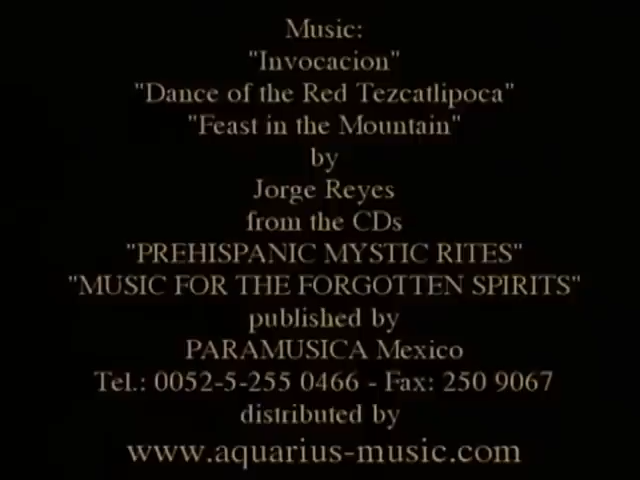 Music:
"Invocacion"
"Dance of the Red Tezcatlipoca"
"Feast in the Mountain"
by
Jorge Reyes
from the CDs
"PREHISPANIC MYSTIC RITES"
"MUSIC FOR THE FORGOTTEN SPIRITS"
published by
PARAMUSICA Mexico
Tel.: 0052-5-255 0466 - Fax: 250 9067
distributed by
www.aquarius-music.com